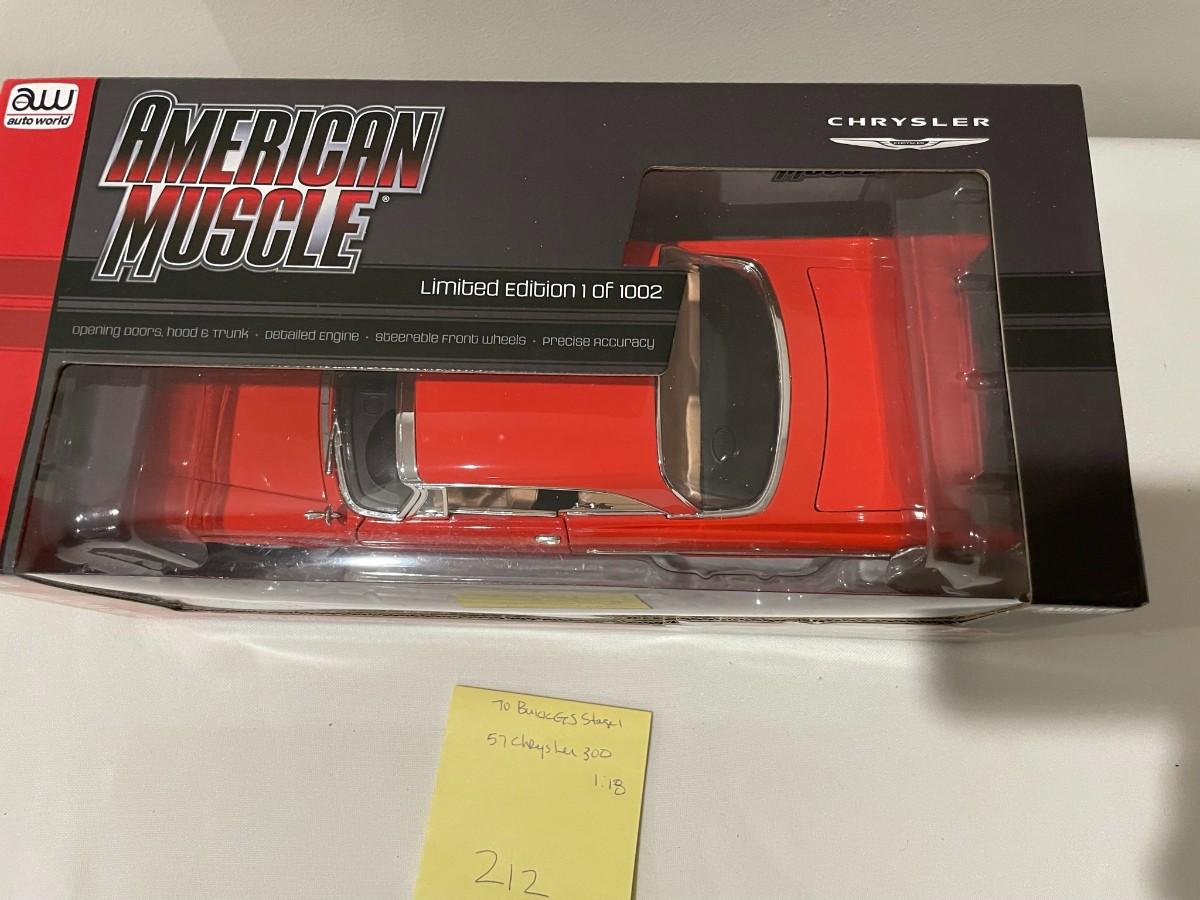 aw
auto world
AMERICAN
MUSCLE®
CHRYSLER
CHRYSLER
Limited Edition 1 of 1002
Opening Doors, Hood & Trunk • Detailed Engine • Steerable Front Wheels • Precise Accuracy
70 Buick GS Stage 1
57 Chrysler 300
1:18
212